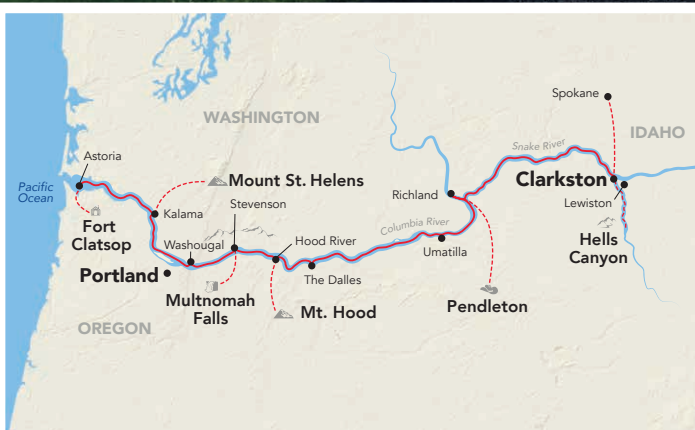 Spokane
WASHINGTON
IDAHO
Snake River
Astoria
Pacific
Ocean
Mount St. Helens
Clarkston
Richland
Lewiston
Stevenson
Kalama
Fort
Clatsop
Columbia River
Hells
Canyon
Washougal
Hood River
Umatilla
Portland
The Dalles
Multnomah
Falls
Mt. Hood
Pendleton
OREGON